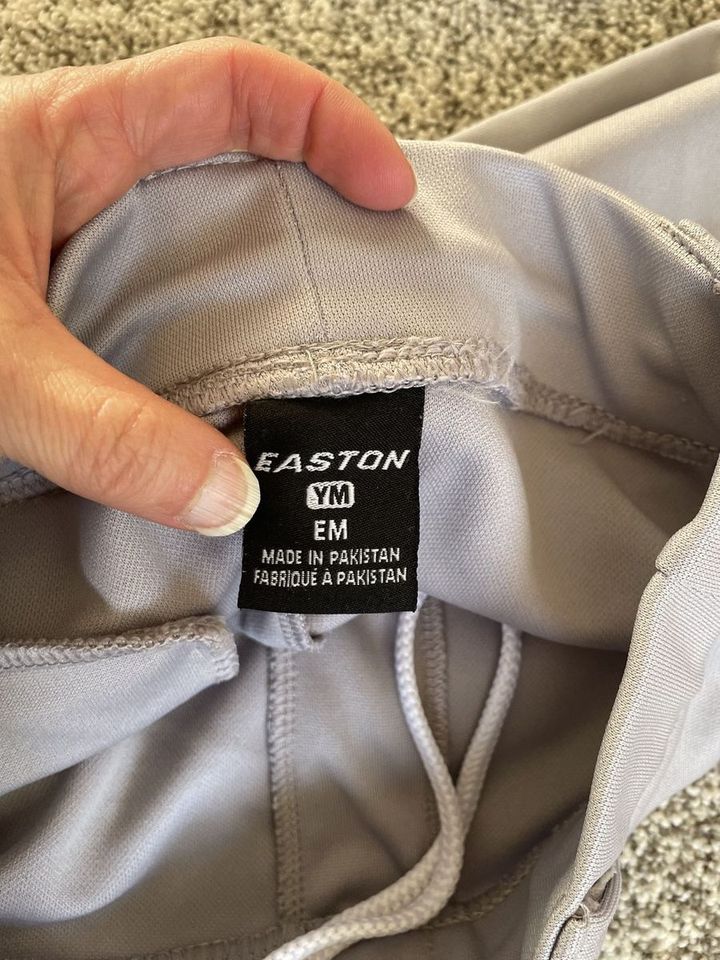 EASTON
YM
EM
MADE IN PAKISTAN
FABRIQUÉ À PAKISTAN